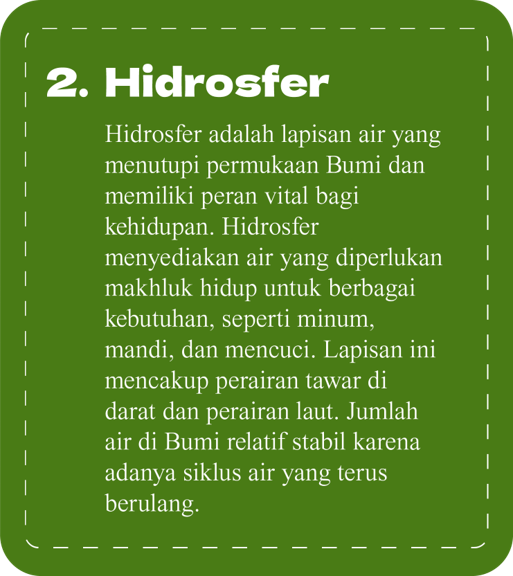 2. Hidrosfer
Hidrosfer adalah lapisan air yang
menutupi permukaan Bumi dan
memiliki peran vital bagi
kehidupan. Hidrosfer
menyediakan air yang diperlukan
makhluk hidup untuk berbagai
kebutuhan, seperti minum,
mandi, dan mencuci. Lapisan ini
mencakup perairan tawar di
darat dan perairan laut. Jumlah
air di Bumi relatif stabil karena
adanya siklus air yang terus
berulang.